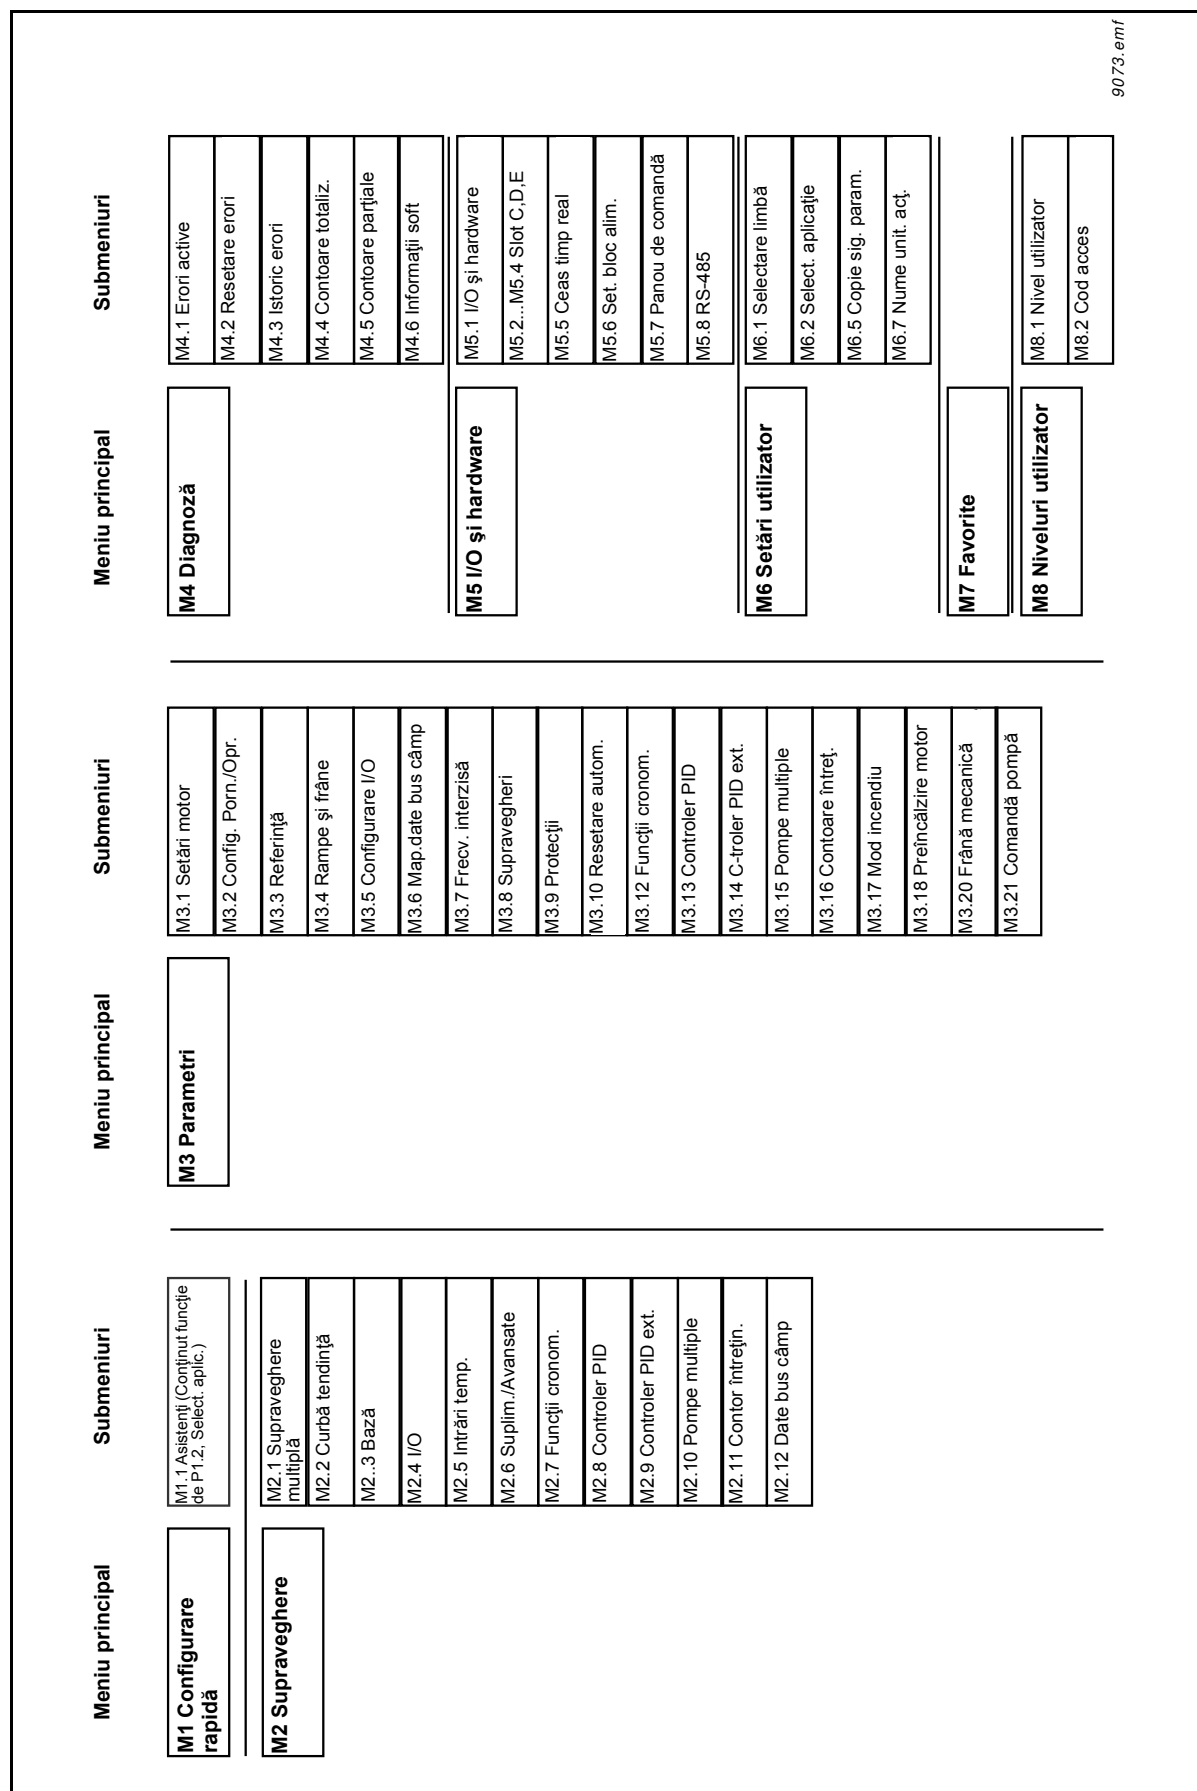 Meniu principal
Submeniuri
M1 Configurare
rapidă
M1.1 Asistenţi (Conţinut funcţie
de P1.2, Select. aplic.)
M2 Supraveghere
M2.1 Supraveghere
multiplă
M2.2 Curbă tendinţă
M2..3 Bază
M2.4 I/O
M2.5 Intrări temp.
M2.6 Suplim./Avansate
M2.7 Funcţii cronom.
M2.8 Controler PID
M2.9 Controler PID ext.
M2.10 Pompe multiple
M2.11 Contor întreţin.
M2.12 Date bus câmp
Meniu principal
Submeniuri
M3 Parametri
M3.1 Setări motor
M3.2 Config. Porn./Opr.
M3.3 Referinţă
M3.4 Rampe şi frâne
M3.5 Configurare I/O
M3.6 Map.date bus câmp
M3.7 Frecv. interzisă
M3.8 Supravegheri
M3.9 Protecţii
M3.10 Resetare autom.
M3.12 Funcţii cronom.
M3.13 Controler PID
M3.14 C-troler PID ext.
M3.15 Pompe multiple
M3.16 Contoare întreţ.
M3.17 Mod incendiu
M3.18 Preîncălzire motor
M3.20 Frână mecanică
M3.21 Comandă pompă
Meniu principal
Submeniuri
M4 Diagnoză
M4.1 Erori active
M4.2 Resetare erori
M4.3 Istoric erori
M4.4 Contoare totaliz.
M4.5 Contoare parţiale
M4.6 Informaţii soft
M5 I/O şi hardware
M5.1 I/O şi hardware
M5.2...M5.4 Slot C,D,E
M5.5 Ceas timp real
M5.6 Set. bloc alim.
M5.7 Panou de comandă
M5.8 RS-485
M6 Setări utilizator
M6.1 Selectare limbă
M6.2 Select. aplicaţie
M6.5 Copie sig. param.
M6.7 Nume unit. acţ.
M7 Favorite
M8 Niveluri utilizator
M8.1 Nivel utilizator
M8.2 Cod acces
9073.emf